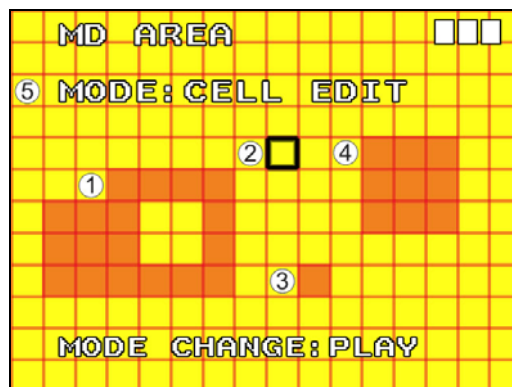 MD AREA
⑤ MODE:CELL EDIT
② ④
①
③
MODE CHANGE:PLAY